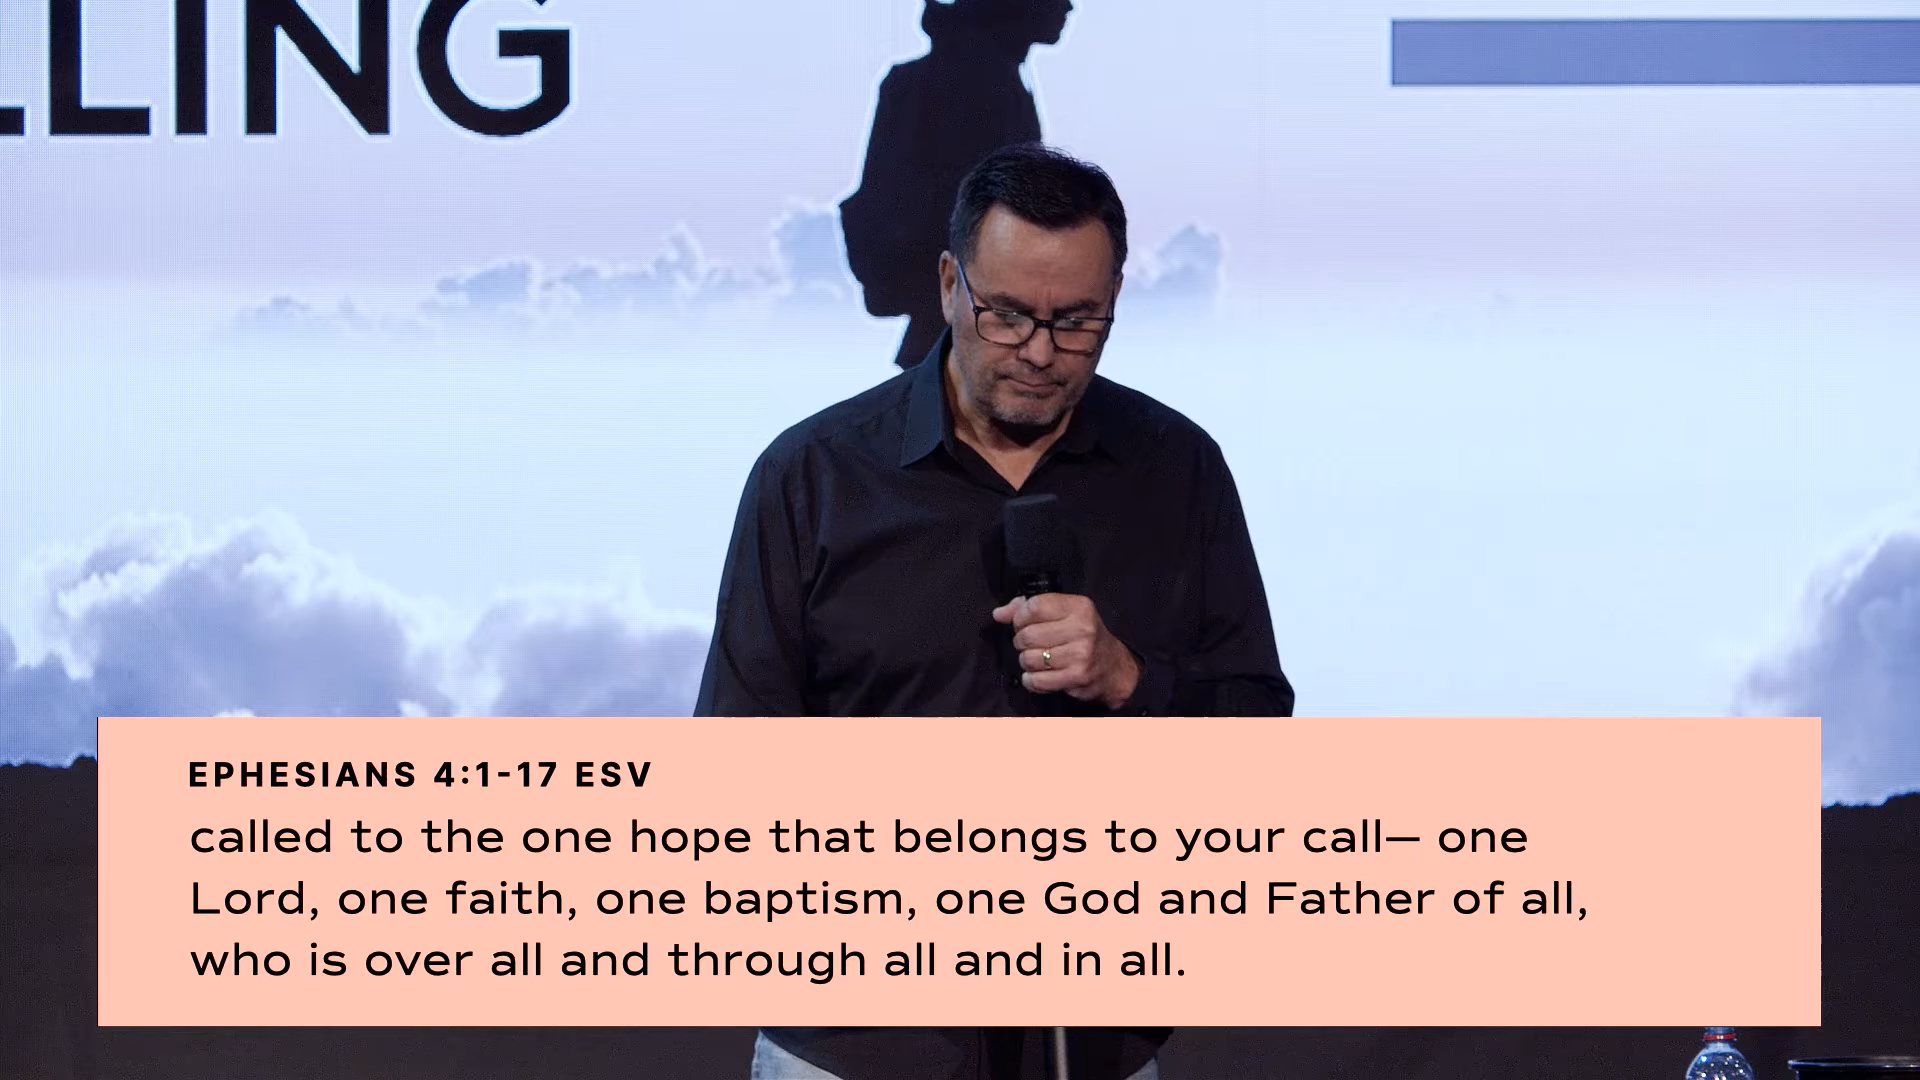 LLING
EPHESIANS 4:1-17 ESV
called to the one hope that belongs to your call— one
Lord, one faith, one baptism, one God and Father of all,
who is over all and through all and in all.